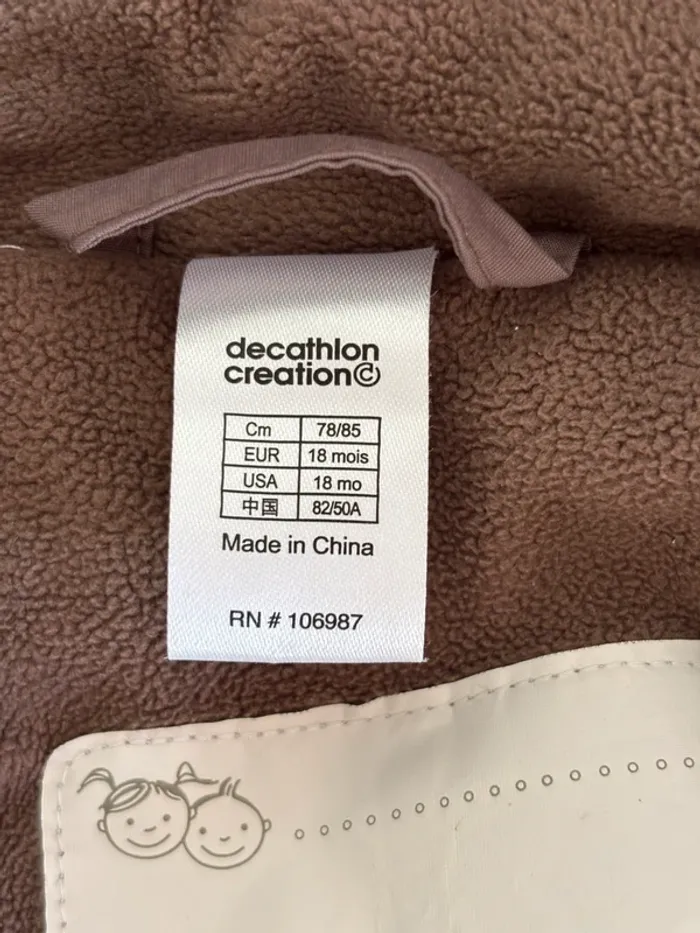 decathlon
creation©
Cm 78/85
EUR 18 mois
USA 18 mo
中国 82/50A
Made in China
RN # 106987